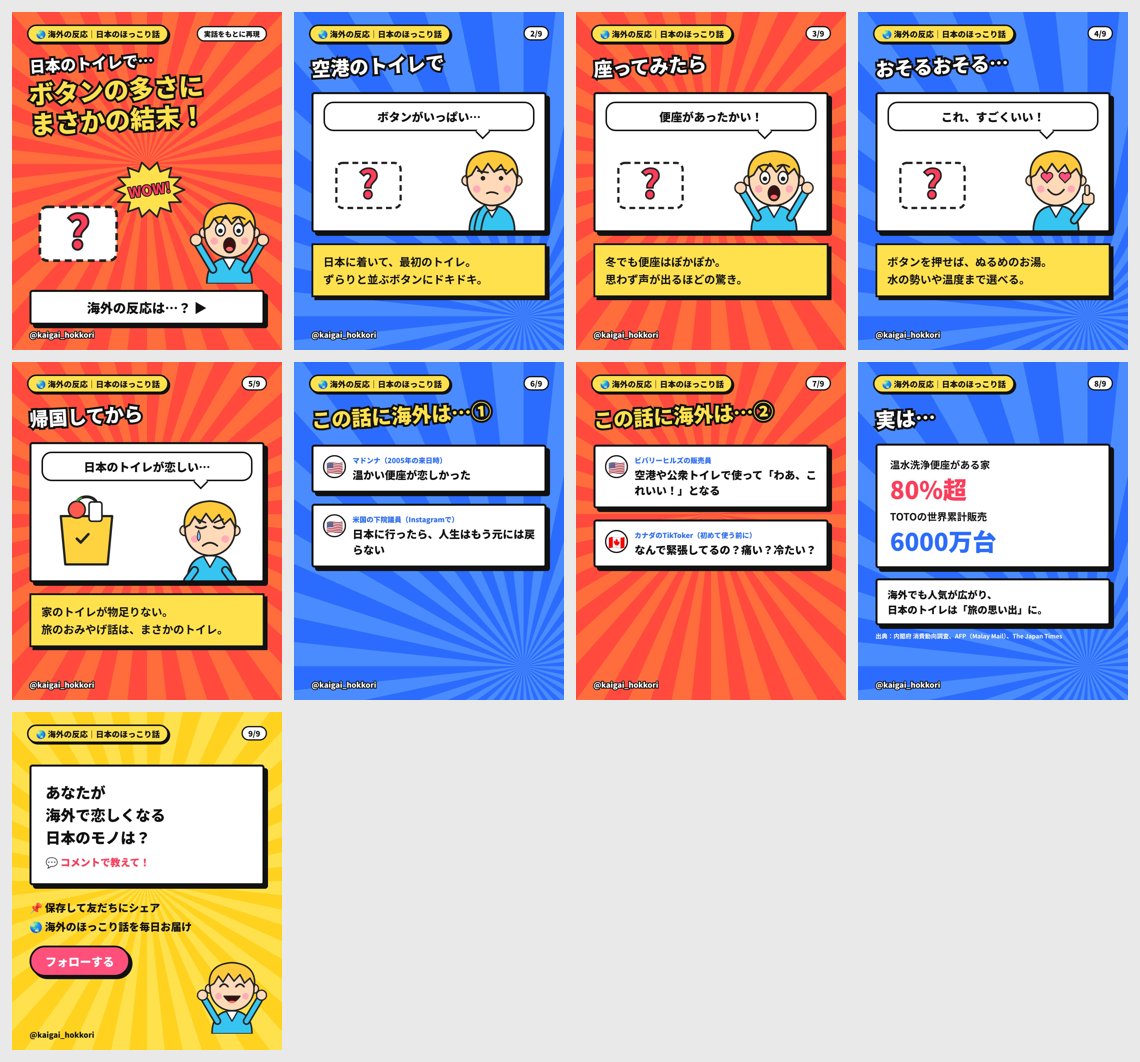 🌏 海外の反応｜日本のほっこり話
実話をもとに再現
日本のトイレで…
ボタンの多さに
まさかの結末！
WOW!
?
海外の反応は…？ ▶
@kaigai_hokkori
🌏 海外の反応｜日本のほっこり話
2/9
空港のトイレで
ボタンがいっぱい…
?
日本に着いて、最初のトイレ。
ずらりと並ぶボタンにドキドキ。
@kaigai_hokkori
🌏 海外の反応｜日本のほっこり話
3/9
座ってみたら
便座があったかい！
?
冬でも便座はぽかぽか。
思わず声が出るほどの驚き。
@kaigai_hokkori
🌏 海外の反応｜日本のほっこり話
4/9
おそるおそる…
これ、すごくいい！
?
ボタンを押せば、ぬるめのお湯。
水の勢いや温度まで選べる。
@kaigai_hokkori
🌏 海外の反応｜日本のほっこり話
5/9
帰国してから
日本のトイレが恋しい…
家のトイレが物足りない。
旅のおみやげ話は、まさかのトイレ。
@kaigai_hokkori
🌏 海外の反応｜日本のほっこり話
6/9
この話に海外は…①
マドンナ（2005年の来日時）
温かい便座が恋しかった
米国の下院議員（Instagramで）
日本に行ったら、人生はもう元には戻
らない
@kaigai_hokkori
🌏 海外の反応｜日本のほっこり話
7/9
この話に海外は…②
ビバリーヒルズの販売員
空港や公衆トイレで使って「わあ、こ
れいい！」となる
カナダのTikToker（初めて使う前に）
なんで緊張してるの？痛い？冷たい？
@kaigai_hokkori
🌏 海外の反応｜日本のほっこり話
8/9
実は…
温水洗浄便座がある家
80%超
TOTOの世界累計販売
6000万台
海外でも人気が広がり、
日本のトイレは「旅の思い出」に。
出典：内閣府 消費動向調査、AFP（Malay Mail）、The Japan Times
@kaigai_hokkori
🌏 海外の反応｜日本のほっこり話
9/9
あなたが
海外で恋しくなる
日本のモノは？
💬 コメントで教えて！
📌 保存して友だちにシェア
🌏 海外のほっこり話を毎日お届け
フォローする
@kaigai_hokkori